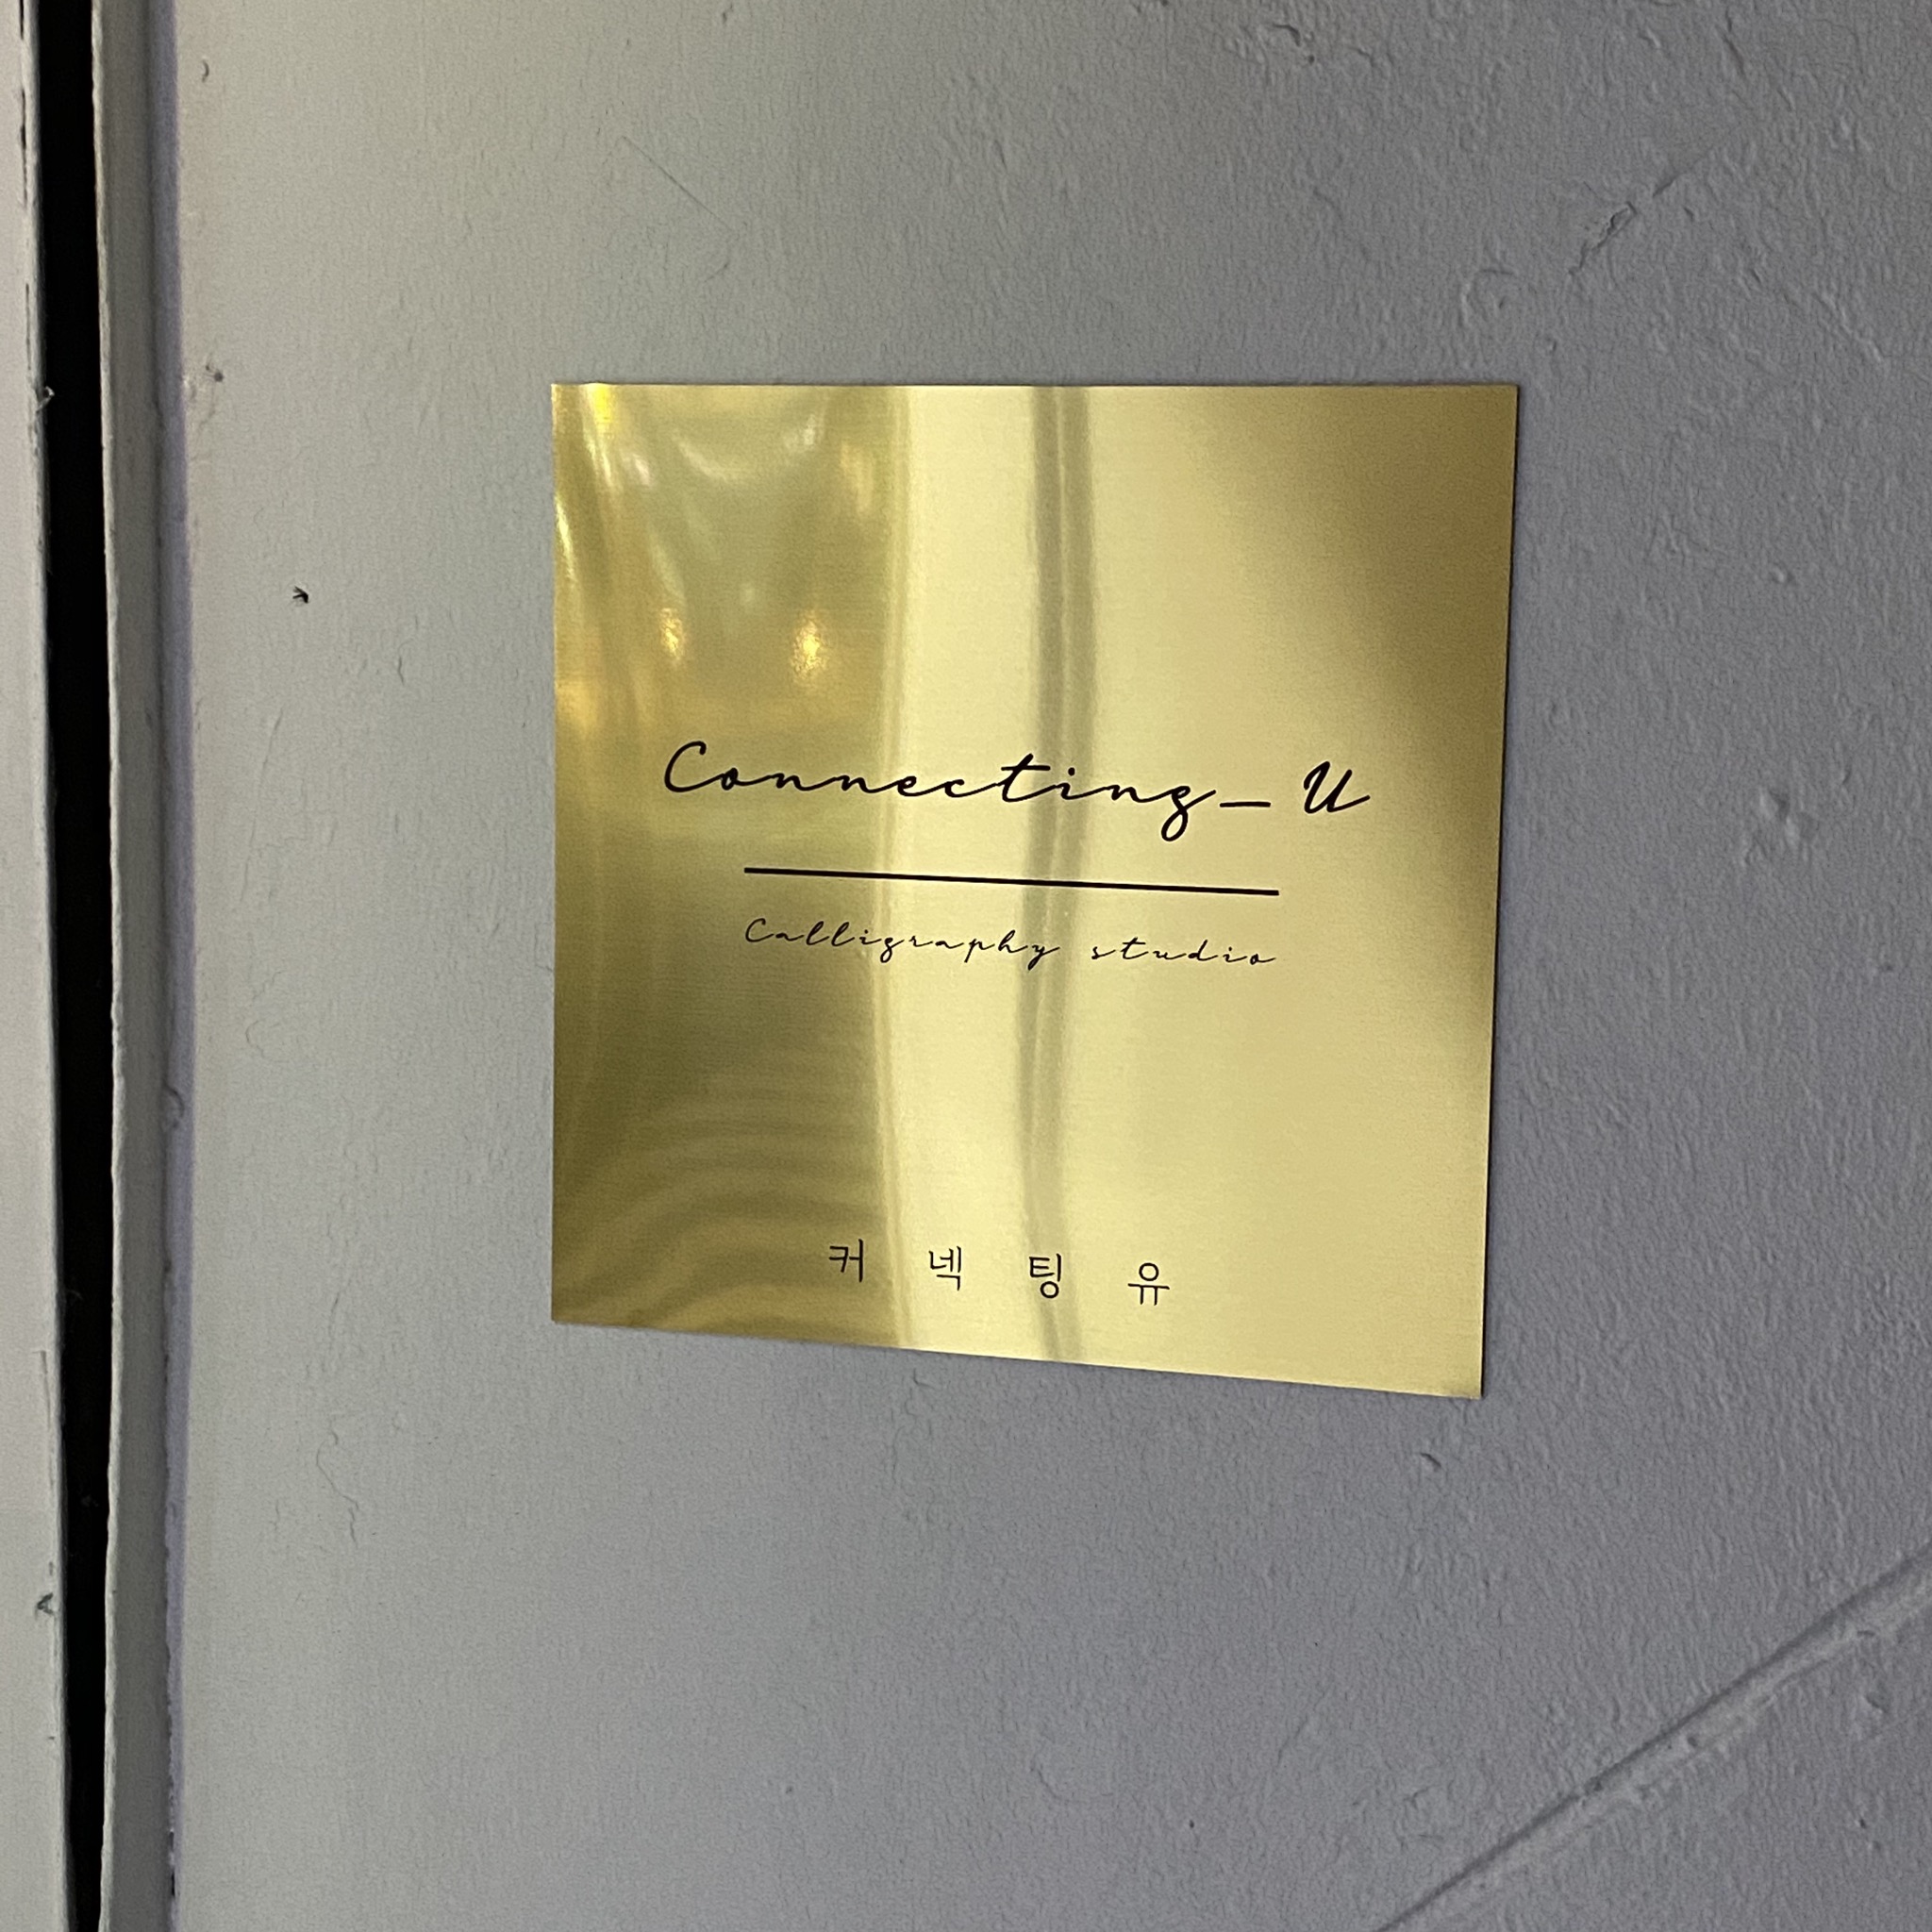 Connecting_U
Calligraphy studio
커넥팅유